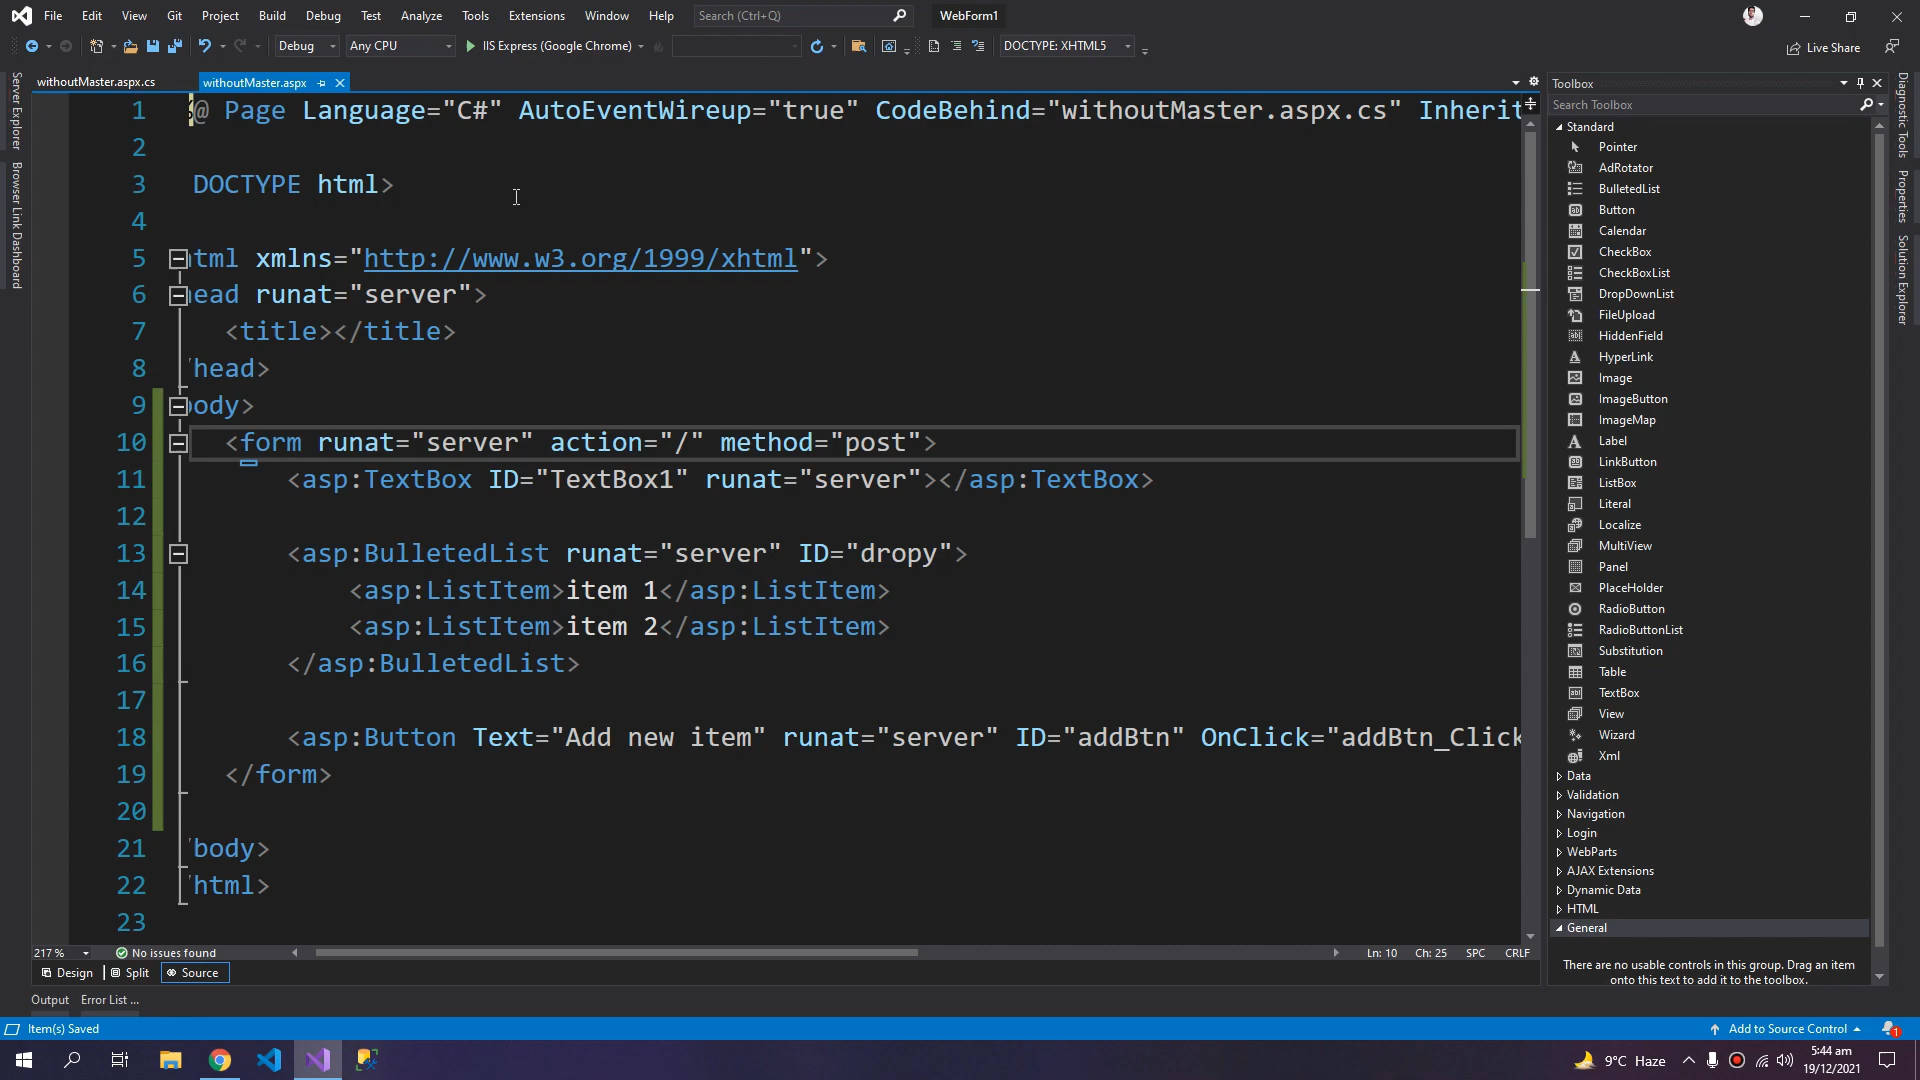 File Edit View Git Project Build Debug Test Analyze Tools Extensions Window Help Search (Ctrl+Q) WebForm1
Debug Any CPU IIS Express (Google Chrome) DOCTYPE: XHTML5 Live Share
withoutMaster.aspx.cs withoutMaster.aspx
Server Explorer
Browser Link Dashboard
1 @ Page Language="C#" AutoEventWireup="true" CodeBehind="withoutMaster.aspx.cs" Inherit
2
3 DOCTYPE html>
4
5 html xmlns="http://www.w3.org/1999/xhtml">
6 head runat="server">
7 <title></title>
8 /head>
9 body>
10 <form runat="server" action="/" method="post">
11 <asp:TextBox ID="TextBox1" runat="server"></asp:TextBox>
12
13 <asp:BulletedList runat="server" ID="dropy">
14 <asp:ListItem>item 1</asp:ListItem>
15 <asp:ListItem>item 2</asp:ListItem>
16 </asp:BulletedList>
17
18 <asp:Button Text="Add new item" runat="server" ID="addBtn" OnClick="addBtn_Click
19 </form>
20
21 /body>
22 /html>
23
217 % No issues found Ln: 10 Ch: 25 SPC CRLF
Design Split Source
Output Error List ...
Toolbox
Search Toolbox
Standard
Pointer
AdRotator
BulletedList
Button
Calendar
CheckBox
CheckBoxList
DropDownList
FileUpload
HiddenField
HyperLink
Image
ImageButton
ImageMap
Label
LinkButton
ListBox
Literal
Localize
MultiView
Panel
PlaceHolder
RadioButton
RadioButtonList
Substitution
Table
TextBox
View
Wizard
Xml
Data
Validation
Navigation
Login
WebParts
AJAX Extensions
Dynamic Data
HTML
General
There are no usable controls in this group. Drag an item
onto this text to add it to the toolbox.
Diagnostic Tools
Properties
Solution Explorer
Item(s) Saved Add to Source Control 1
9°C Haze 5:44 am
19/12/2021